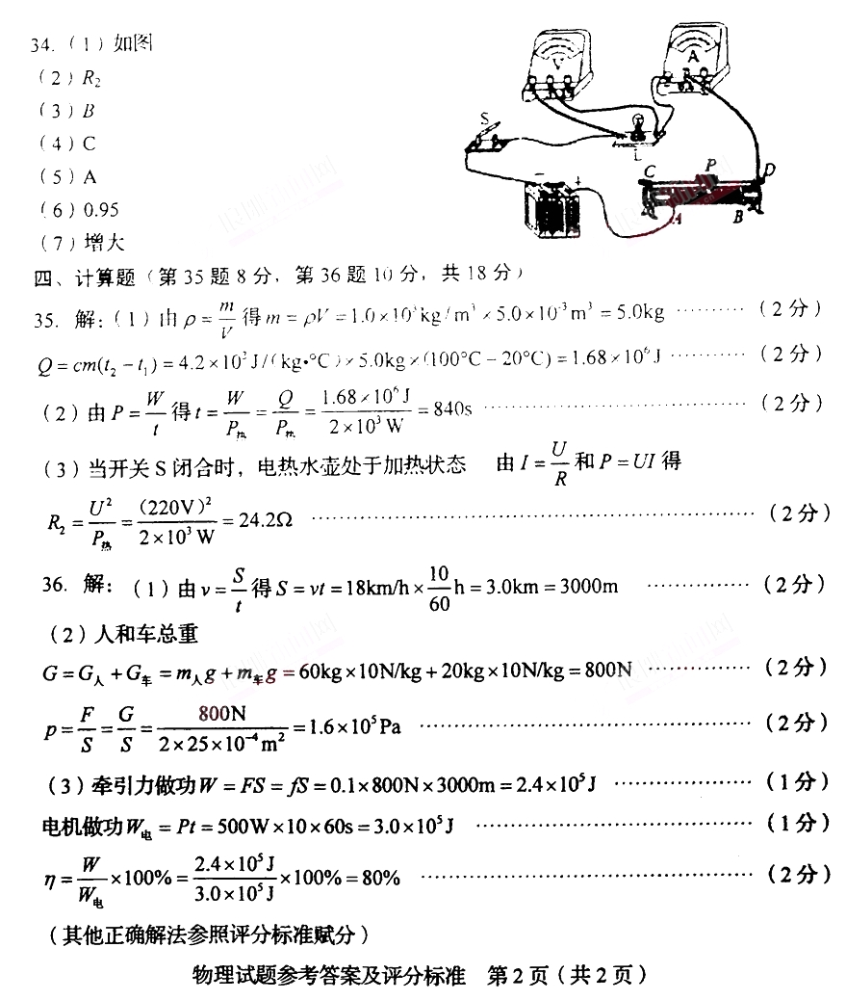 34.（1）如图
（2）R₂
（3）B
（4）C
（5）A
（6）0.95
（7）增大
V
A
S
L
P
C
D
−
+
A
B
四、计算题（第35题8分，第36题10分，共18分）
35. 解：（1）由ρ=m/V得m=ρV=1.0×10³kg/m³×5.0×10⁻³m³=5.0kg ………（2分）
Q=cm(t₂−t₁)=4.2×10³J/(kg•°C)×5.0kg×(100°C−20°C)=1.68×10⁶J ………（2分）
（2）由P=W/t得t=W/P热=Q/P热=1.68×10⁶J/2×10³W=840s ………（2分）
（3）当开关S闭合时，电热水壶处于加热状态 由I=U/R和P=UI得
R₂=U²/P热=(220V)²/2×10³W=24.2Ω ………（2分）
36. 解：（1）由v=S/t得S=vt=18km/h×10/60h=3.0km=3000m ………（2分）
（2）人和车总重
G=G人+G车=m人g+m车g=60kg×10N/kg+20kg×10N/kg=800N ………（2分）
p=F/S=G/S=800N/2×25×10⁻⁴m²=1.6×10⁵Pa ………（2分）
（3）牵引力做功W=FS=fS=0.1×800N×3000m=2.4×10⁵J ………（1分）
电机做功W电=Pt=500W×10×60s=3.0×10⁵J ………（1分）
η=W/W电×100%=2.4×10⁵J/3.0×10⁵J×100%=80% ………（2分）
（其他正确解法参照评分标准赋分）
物理试题参考答案及评分标准 第2页（共2页）